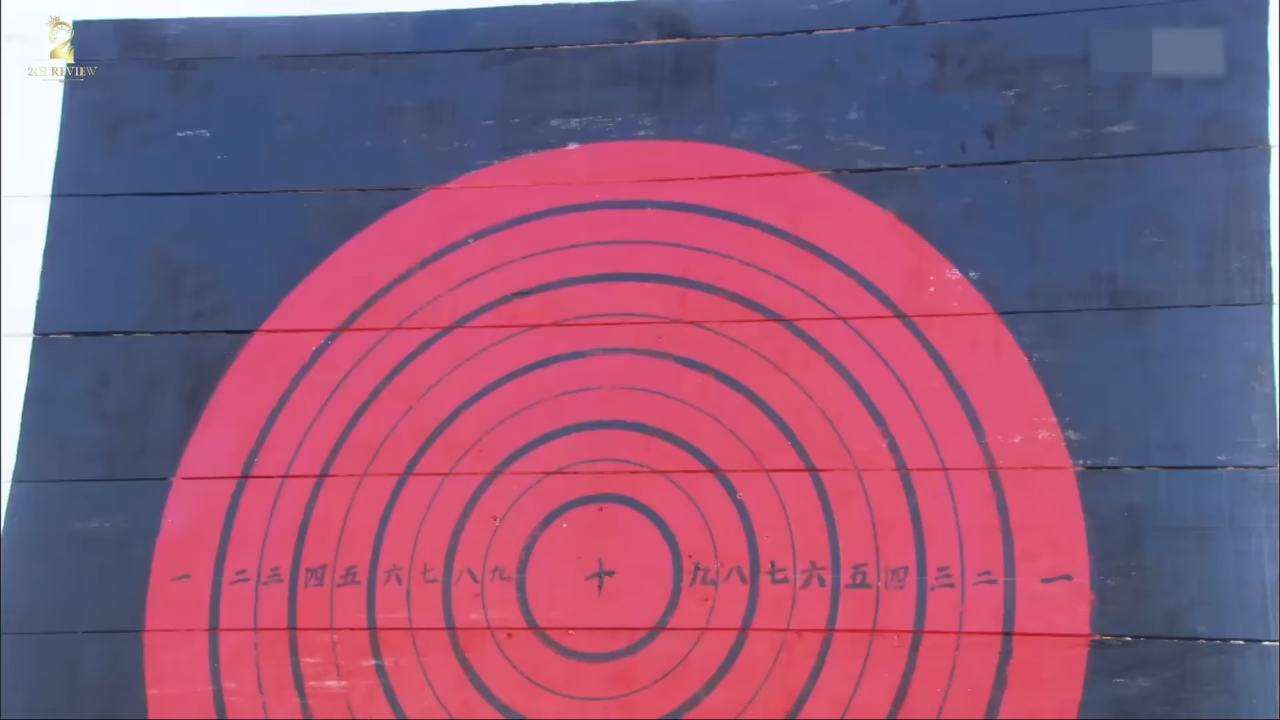 2
24H REVIEW
一 二 三 四 五 六 七 八 九 十 九 八 七 六 五 四 三 二 一